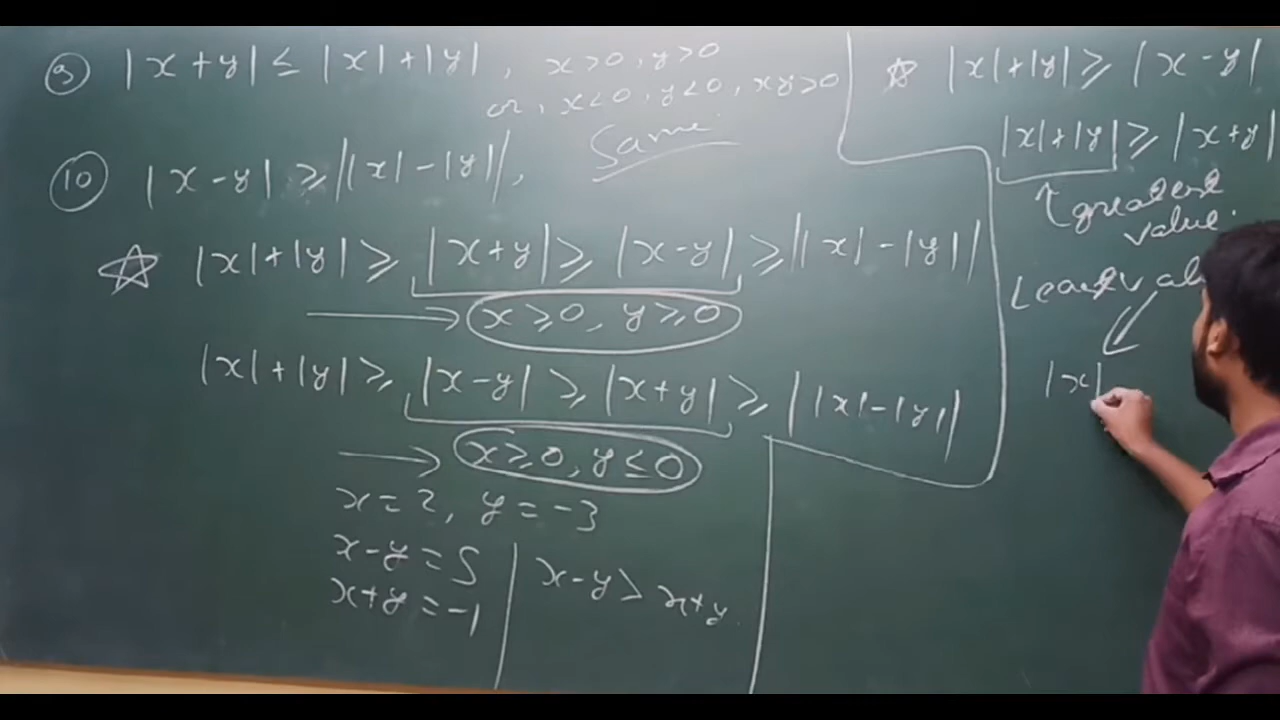 9) |x+y| ≤ |x|+|y|, x>0, y>0
or, x<0, y<0, xy>0
Same.
10) |x-y| ≥ ||x|-|y||,
☆ |x|+|y| ≥ |x+y| ≥ |x-y| ≥ ||x|-|y||
→ x≥0, y≥0
|x|+|y| ≥ |x-y| ≥ |x+y| ≥ ||x|-|y||
→ x≥0, y≤0
x=2, y=-3
x-y=5
x+y=-1
x-y > x+y.
☆ |x|+|y| ≥ |x-y|
|x|+|y| ≥ |x+y|
↑ greatest
value.
Least val
|x|